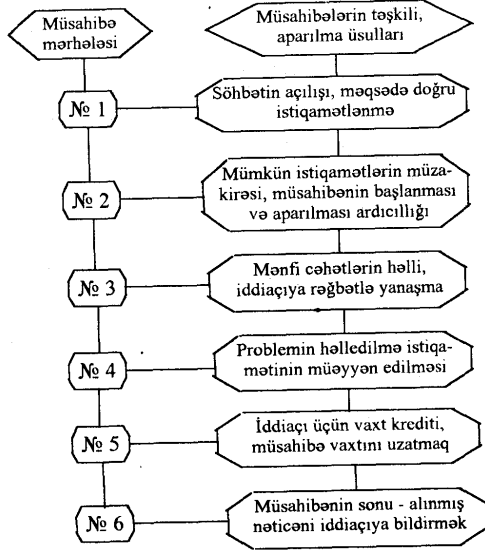 Müsahibə
mərhələsi
Müsahibələrin təşkili,
aparılma üsulları
№ 1
Söhbətin açılışı, məqsədə doğru
istiqamətlənmə
№ 2
Mümkün istiqamətlərin müza-
kirəsi, müsahibənin başlanması
və aparılması ardıcıllığı
№ 3
Mənfi cəhətlərin həlli,
iddiaçıya rəğbətlə yanaşma
№ 4
Problemin həlledilmə istiqa-
mətinin müəyyən edilməsi
№ 5
İddiaçı üçün vaxt krediti,
müsahibə vaxtını uzatmaq
№ 6
Müsahibənin sonu - alınmış
nəticəni iddiaçıya bildirmək